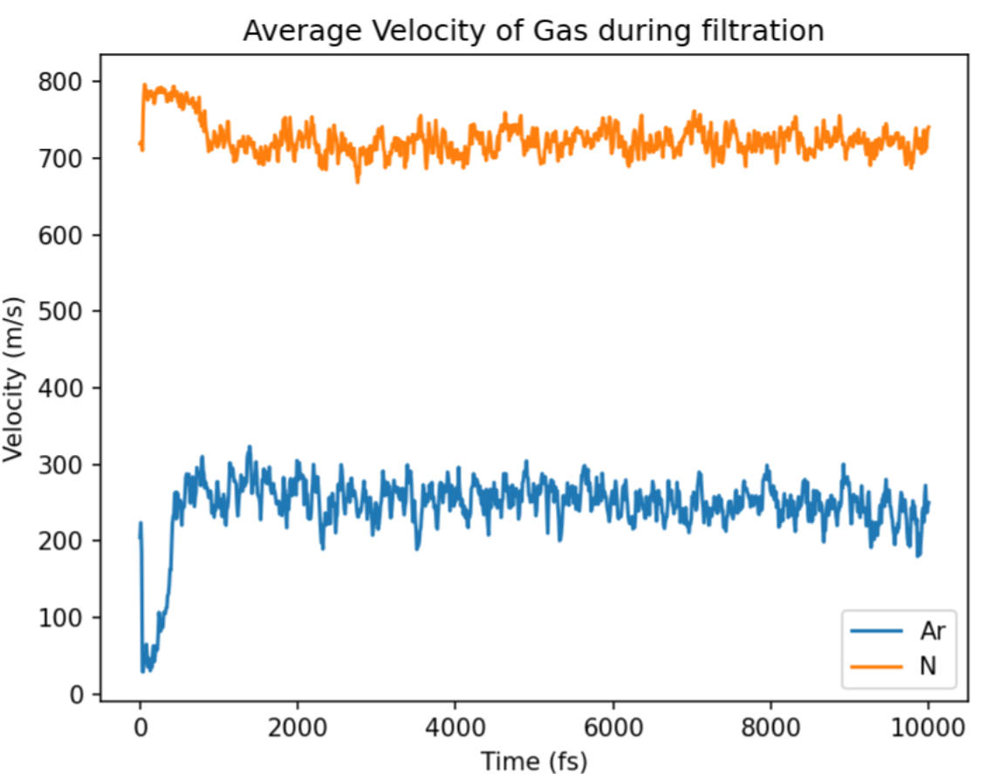 Average Velocity of Gas during filtration
Velocity (m/s)
800
700
600
500
400
300
200
100
0
Ar
N
0 2000 4000 6000 8000 10000
Time (fs)